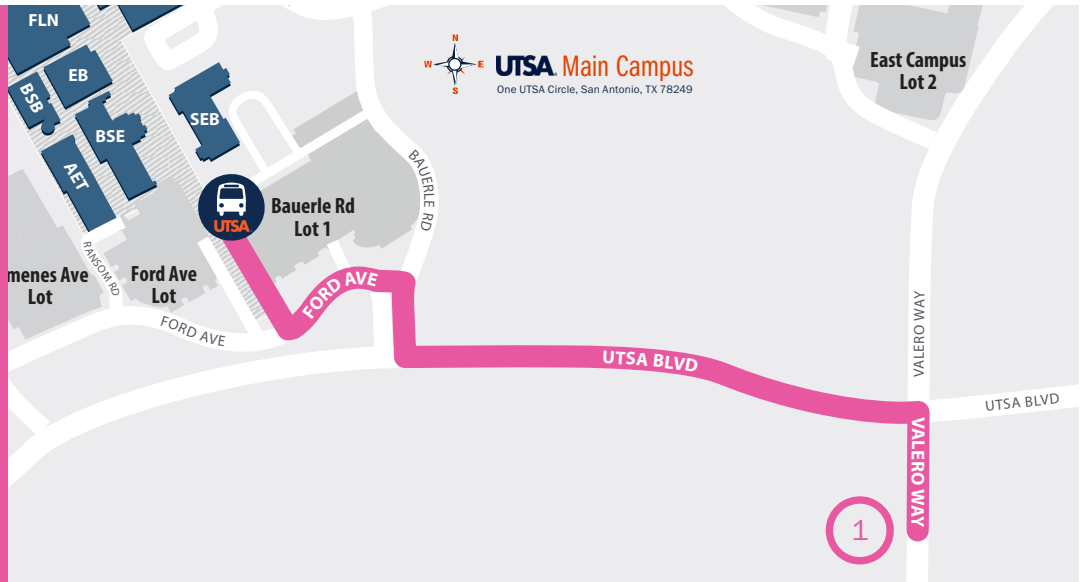 FLN
EB
BSB
BSE
SEB
AET
N
W
E
S
UTSA. Main Campus
One UTSA Circle, San Antonio, TX 78249
East Campus
Lot 2
BAUERLE RD
UTSA
Bauerle Rd
Lot 1
RANSOM RD
menes Ave
Lot
Ford Ave
Lot
FORD AVE
FORD AVE
VALERO WAY
UTSA BLVD
UTSA BLVD
VALERO WAY
1